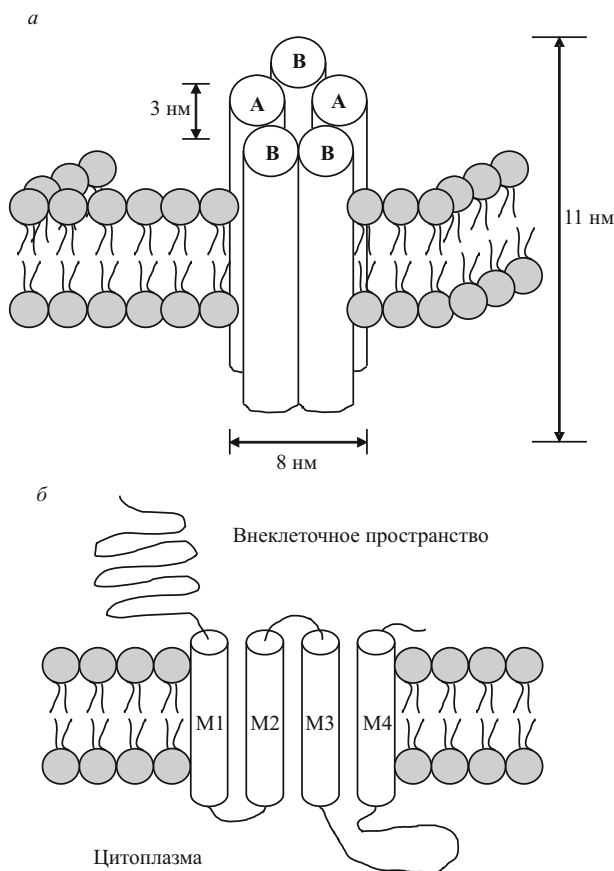 а
B
A
A
3 нм
B
B
11 нм
8 нм
б
Внеклеточное пространство
M1
M2
M3
M4
Цитоплазма